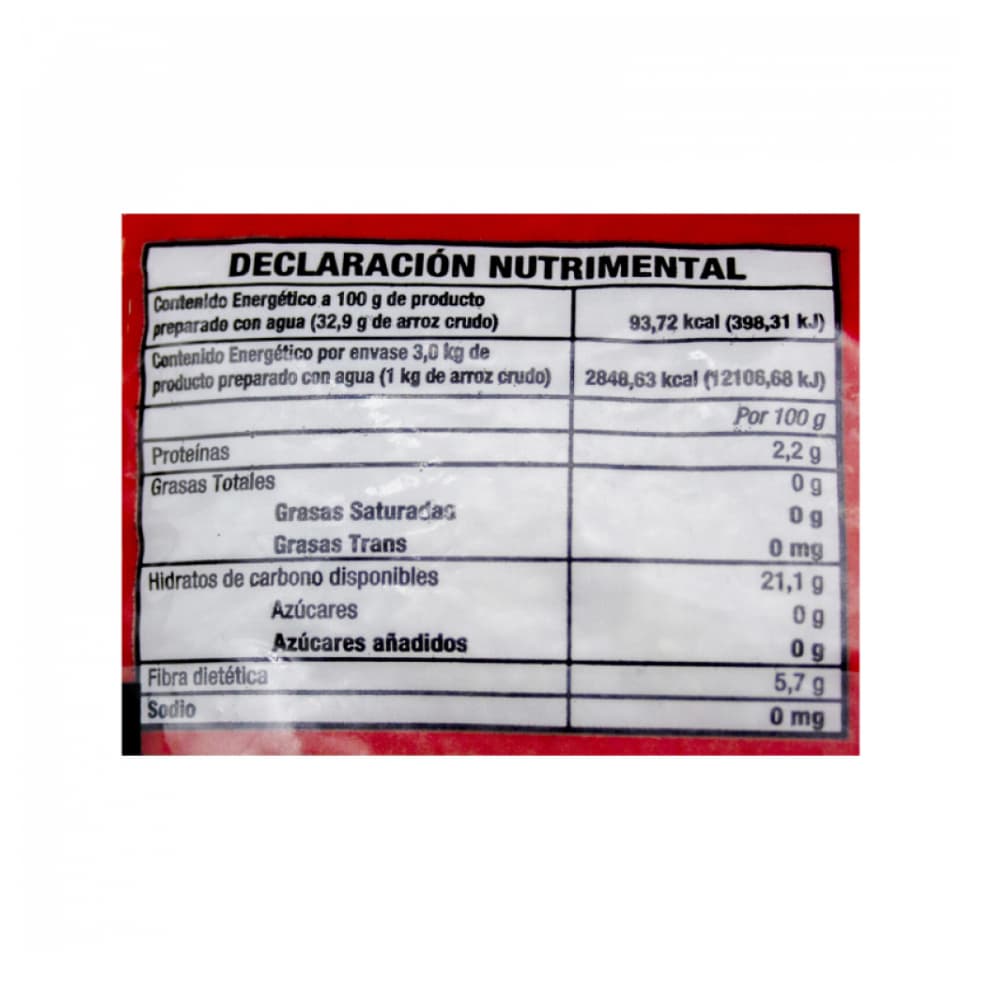 DECLARACIÓN NUTRIMENTAL
Contenido Energético a 100 g de producto
preparado con agua (32,9 g de arroz crudo) 93,72 kcal (398,31 kJ)
Contenido Energético por envase 3,0 kg de
producto preparado con agua (1 kg de arroz crudo) 2848,63 kcal (12106,68 kJ)
Por 100 g
Proteínas 2,2 g
Grasas Totales 0 g
Grasas Saturadas 0 g
Grasas Trans 0 mg
Hidratos de carbono disponibles 21,1 g
Azúcares 0 g
Azúcares añadidos 0 g
Fibra dietética 5,7 g
Sodio 0 mg